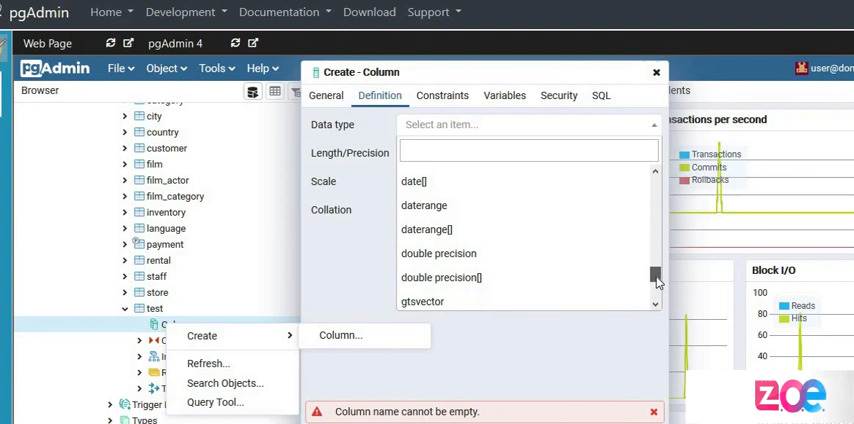 pgAdmin Home Development Documentation Download Support
Web Page pgAdmin 4
pgAdmin File Object Tools Help user@don
Browser
category
city
country
customer
film
film_actor
film_category
inventory
language
payment
rental
staff
store
test
Trigger
Types
Create
Refresh...
Search Objects...
Query Tool...
Column...
Create - Column
General Definition Constraints Variables Security SQL
Data type Select an item...
Length/Precision
Scale
Collation
date[]
daterange
daterange[]
double precision
double precision[]
gtsvector
Column name cannot be empty.
sactions per second
Transactions
Commits
Rollbacks
Block I/O
100
80
60
40
Reads
Hits
z.o.e